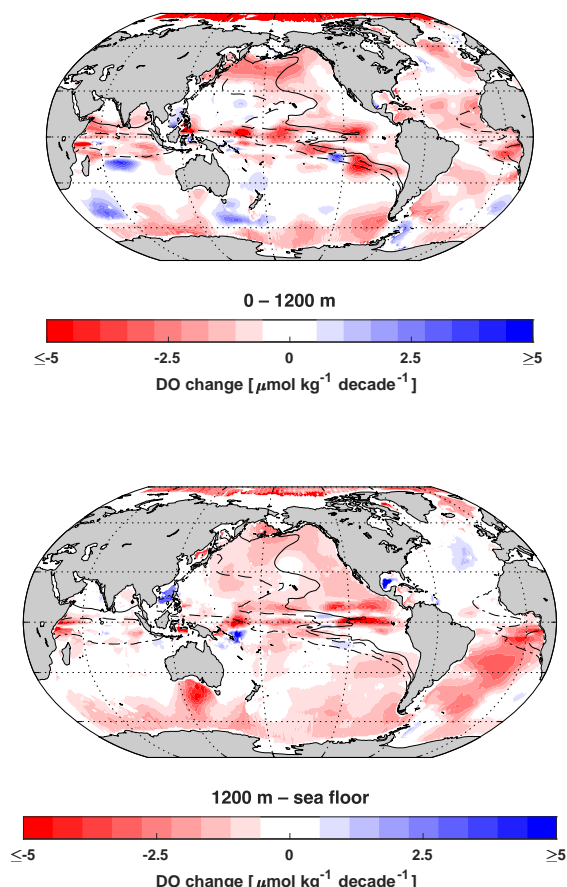 0 – 1200 m
≤-5 -2.5 0 2.5 ≥5
DO change [ μmol kg⁻¹ decade⁻¹ ]
1200 m – sea floor
≤-5 -2.5 0 2.5 ≥5
DO change [ μmol kg⁻¹ decade⁻¹ ]